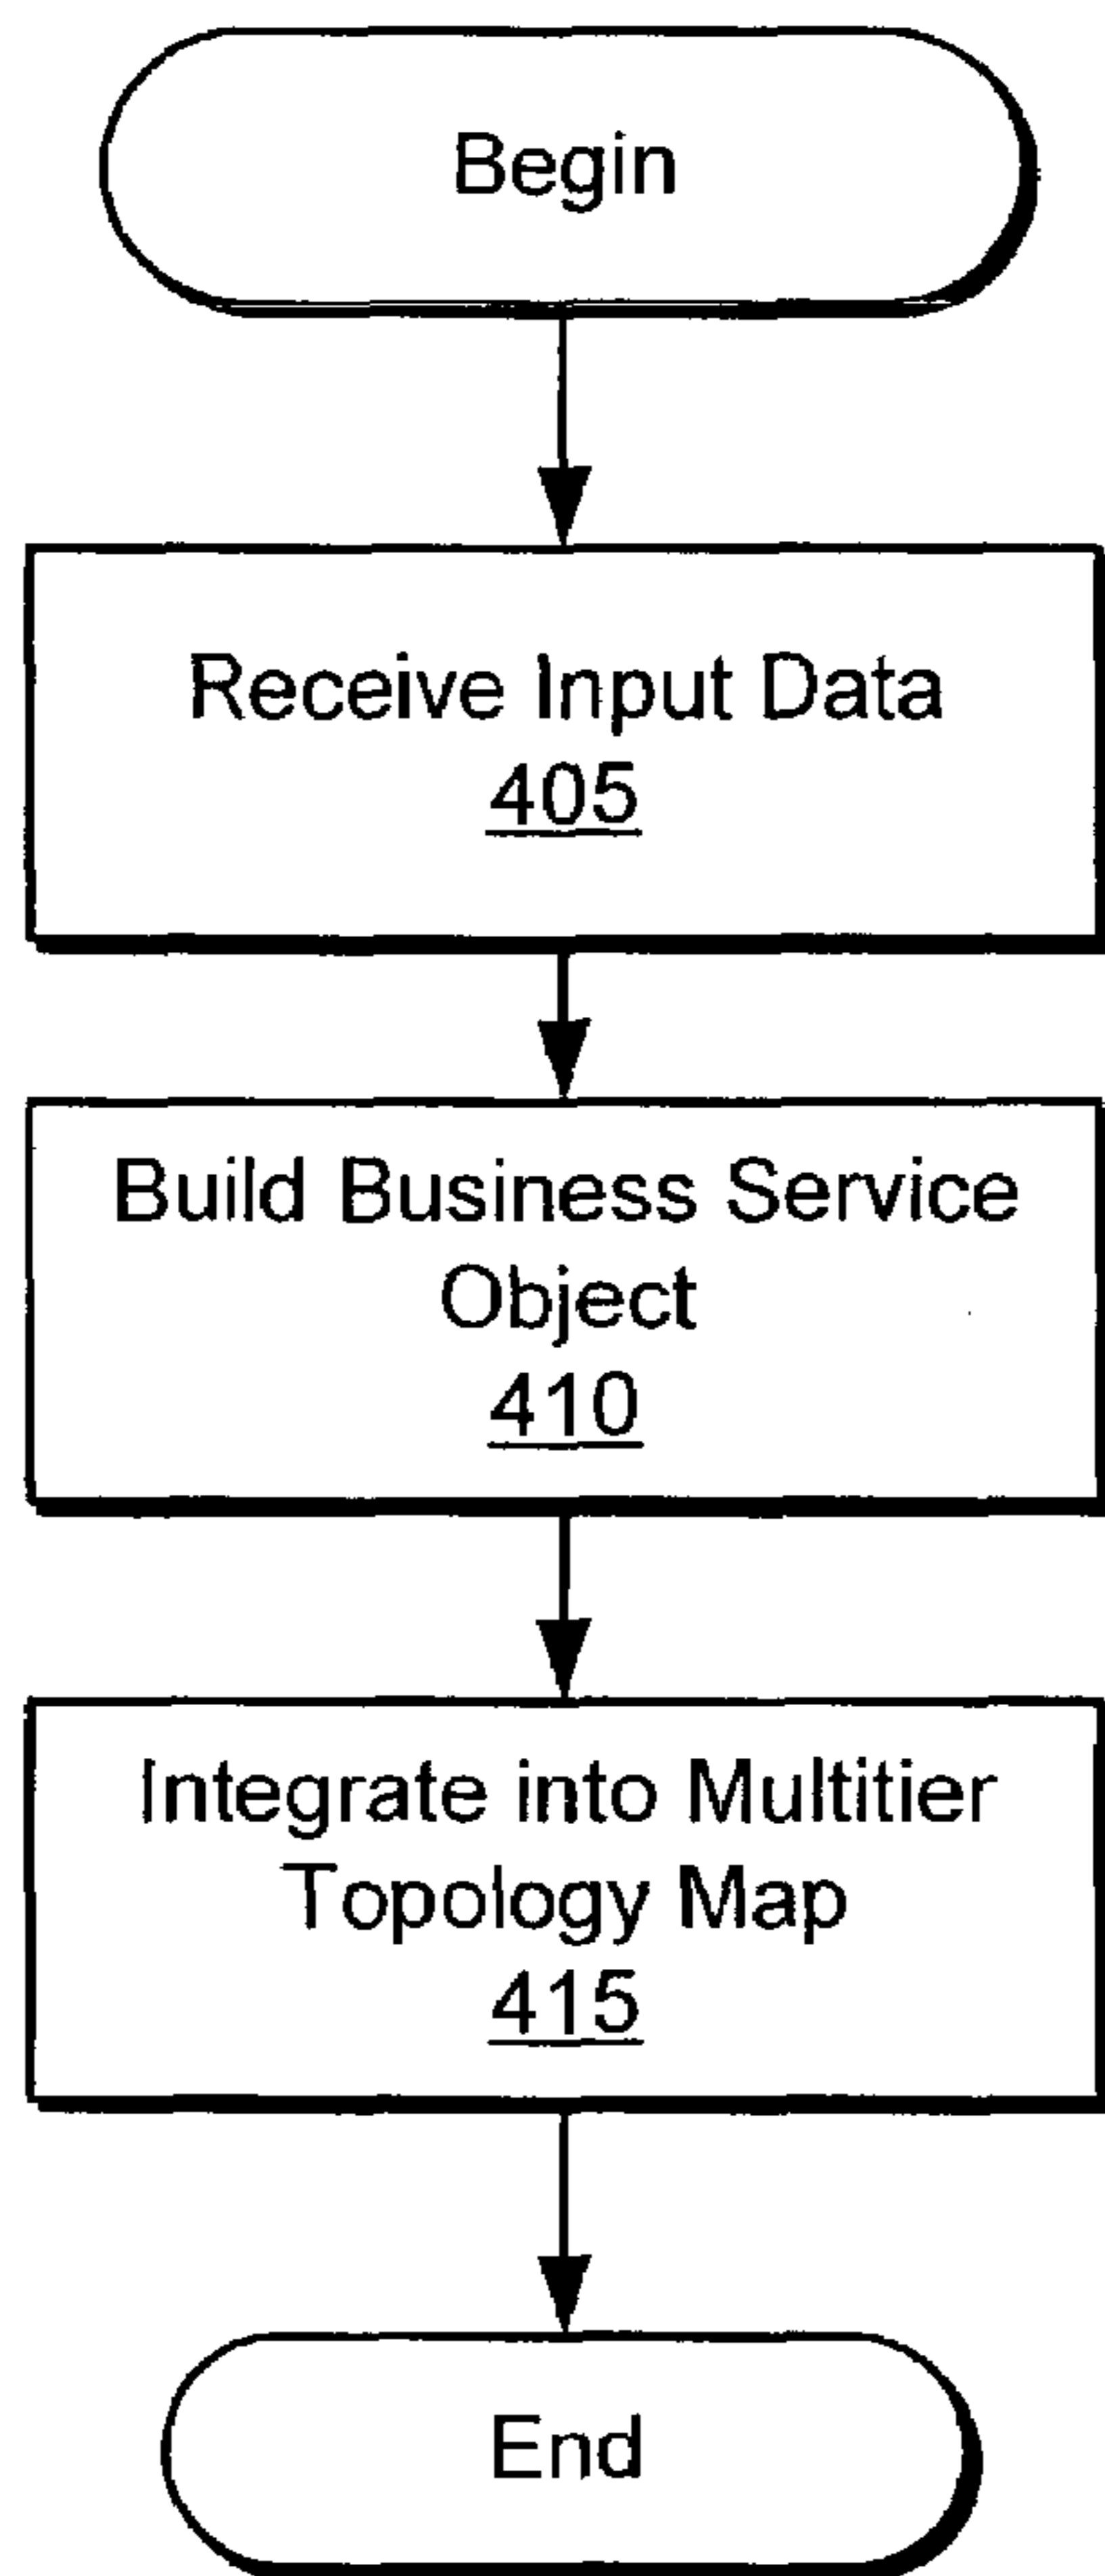 Begin
Receive Input Data
405
Build Business Service
Object
410
Integrate into Multitier
Topology Map
415
End